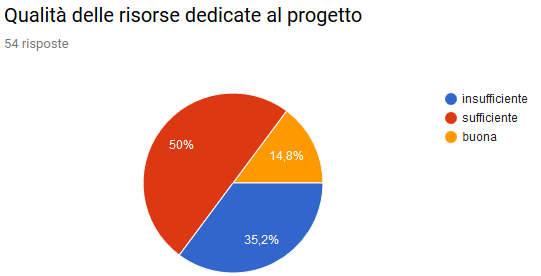 Qualità delle risorse dedicate al progetto
54 risposte
insufficiente
sufficiente
buona
50%
14,8%
35,2%